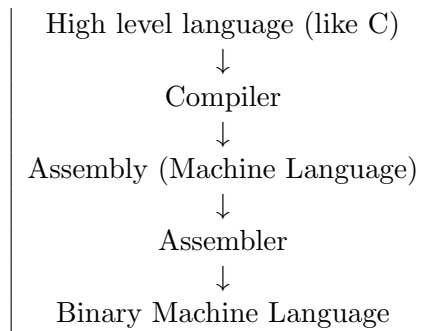 High level language (like C)
↓
Compiler
↓
Assembly (Machine Language)
↓
Assembler
↓
Binary Machine Language